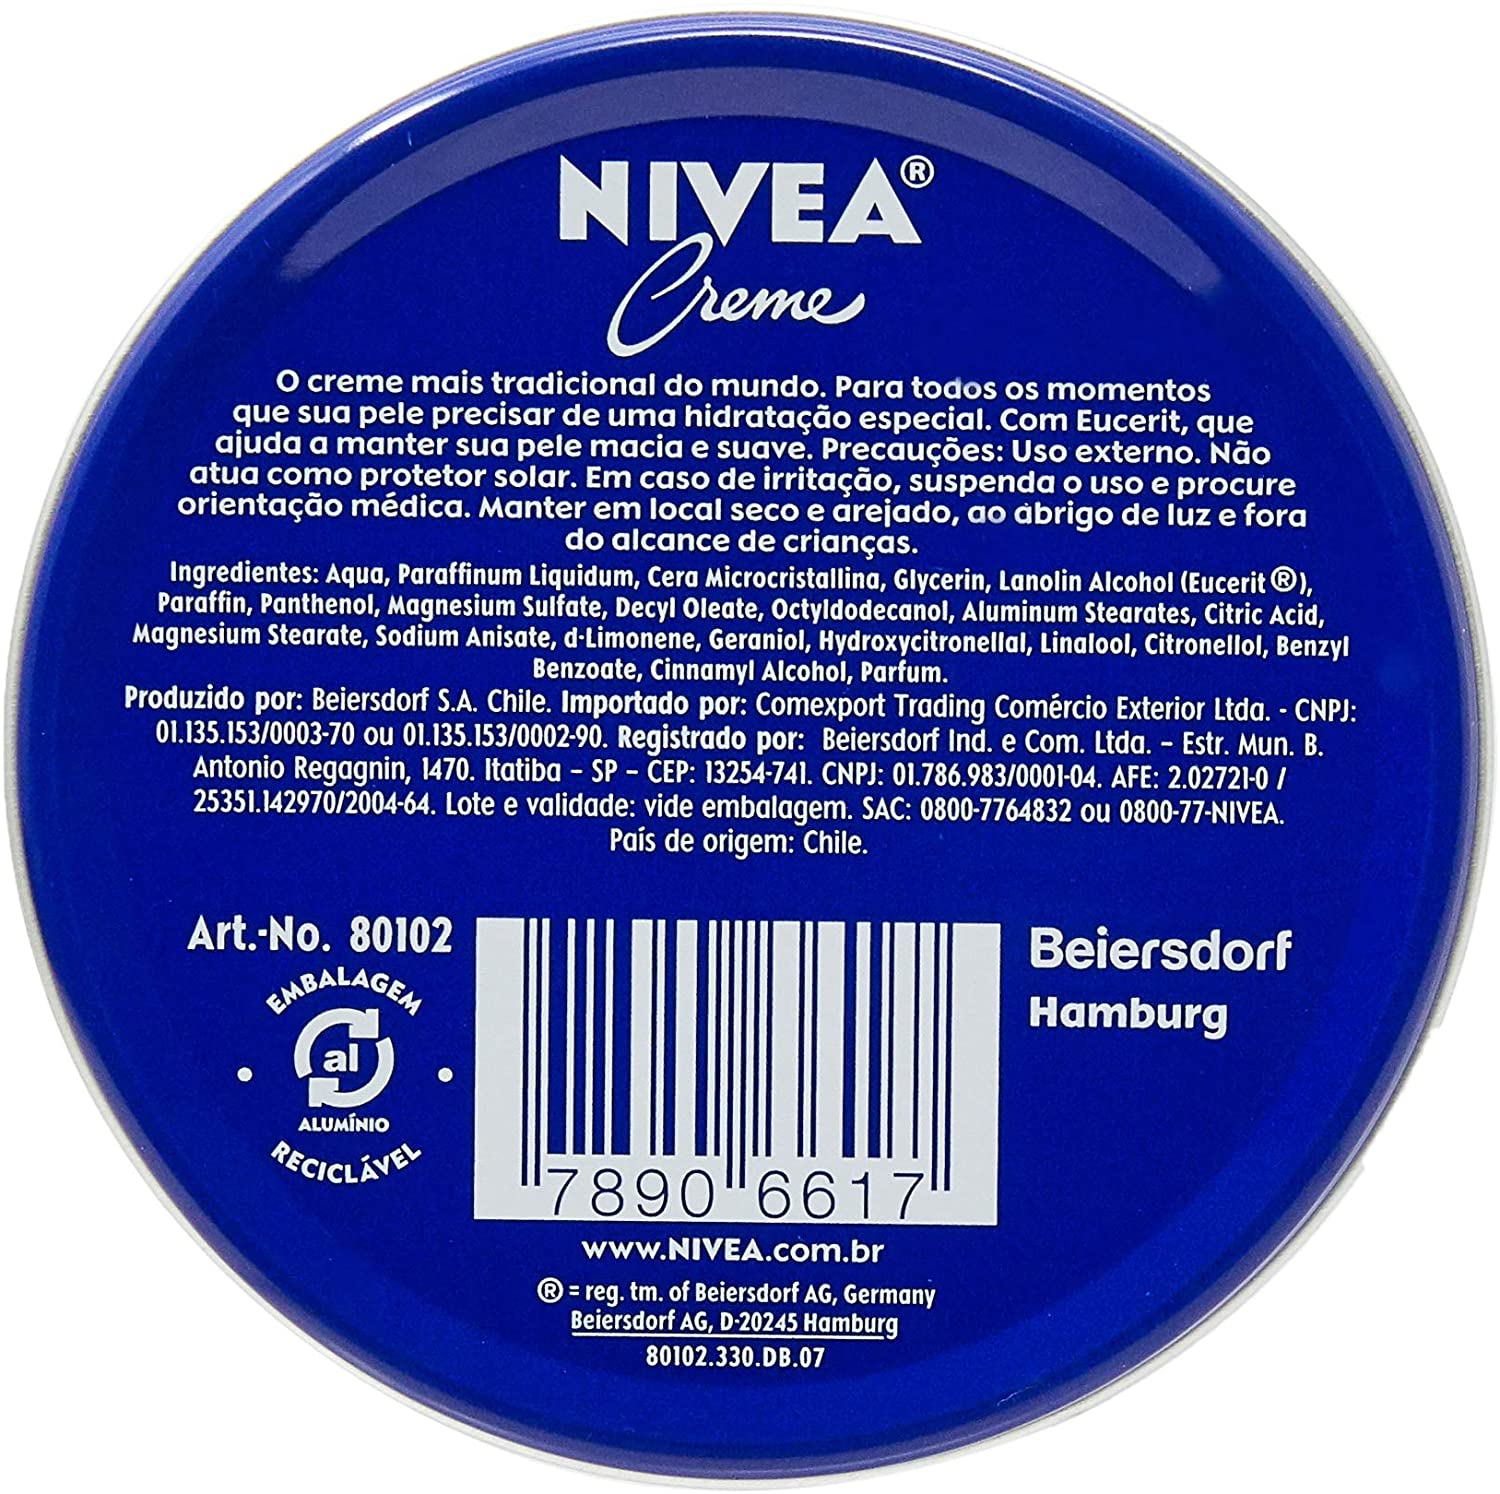 NIVEA®
Creme
O creme mais tradicional do mundo. Para todos os momentos
que sua pele precisar de uma hidratação especial. Com Eucerit, que
ajuda a manter sua pele macia e suave. Precauções: Uso externo. Não
atua como protetor solar. Em caso de irritação, suspenda o uso e procure
orientação médica. Manter em local seco e arejado, ao abrigo de luz e fora
do alcance de crianças.
Ingredientes: Aqua, Paraffinum Liquidum, Cera Microcristallina, Glycerin, Lanolin Alcohol (Eucerit®),
Paraffin, Panthenol, Magnesium Sulfate, Decyl Oleate, Octyldodecanol, Aluminum Stearates, Citric Acid,
Magnesium Stearate, Sodium Anisate, d-Limonene, Geraniol, Hydroxycitronellal, Linalool, Citronellol, Benzyl
Benzoate, Cinnamyl Alcohol, Parfum.
Produzido por: Beiersdorf S.A. Chile. Importado por: Comexport Trading Comércio Exterior Ltda. - CNPJ:
01.135.153/0003-70 ou 01.135.153/0002-90. Registrado por: Beiersdorf Ind. e Com. Ltda. – Estr. Mun. B.
Antonio Regagnin, 1470. Itatiba – SP – CEP: 13254-741. CNPJ: 01.786.983/0001-04. AFE: 2.02721-0 /
25351.142970/2004-64. Lote e validade: vide embalagem. SAC: 0800-7764832 ou 0800-77-NIVEA.
País de origem: Chile.
Art.-No. 80102
EMBALAGEM
al
ALUMÍNIO
RECICLÁVEL
7890 6617
Beiersdorf
Hamburg
www.NIVEA.com.br
® = reg. tm. of Beiersdorf AG, Germany
Beiersdorf AG, D-20245 Hamburg
80102.330.DB.07